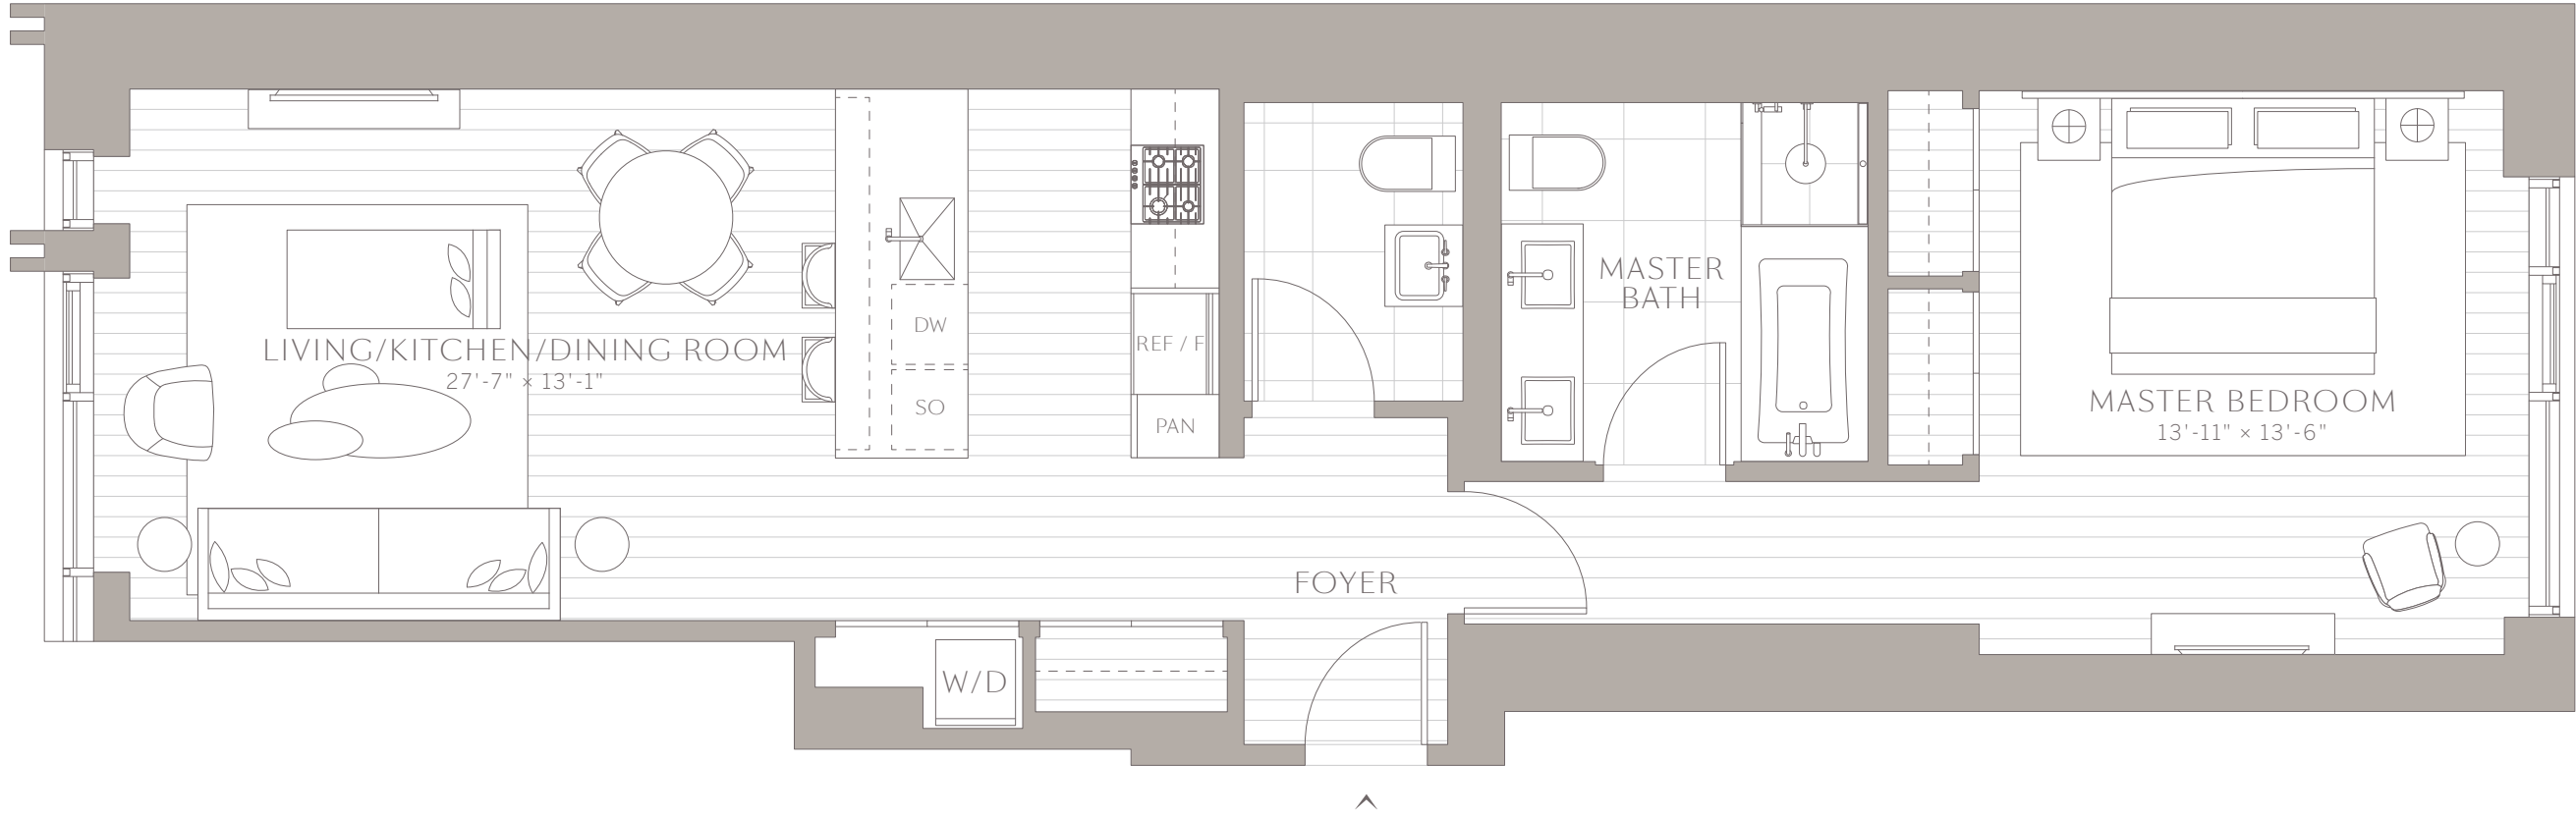 LIVING/KITCHEN/DINING ROOM
27'-7" × 13'-1"
DW
SO
REF / F
PAN
MASTER
BATH
MASTER BEDROOM
13'-11" × 13'-6"
FOYER
W/D